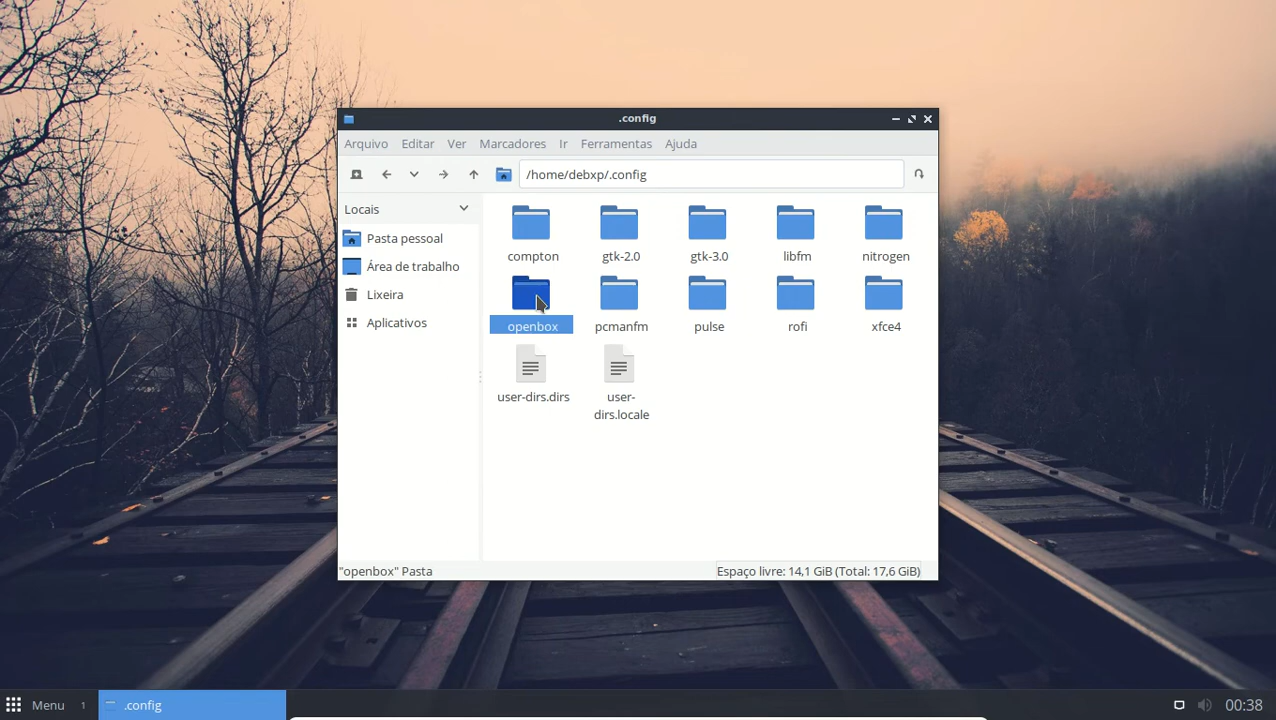 .config
Arquivo Editar Ver Marcadores Ir Ferramentas Ajuda
/home/debxp/.config
Locais
Pasta pessoal
Área de trabalho
Lixeira
Aplicativos
compton gtk-2.0 gtk-3.0 libfm nitrogen
openbox pcmanfm pulse rofi xfce4
user-dirs.dirs user-
dirs.locale
"openbox" Pasta Espaço livre: 14,1 GiB (Total: 17,6 GiB)
Menu 1 .config 00:38